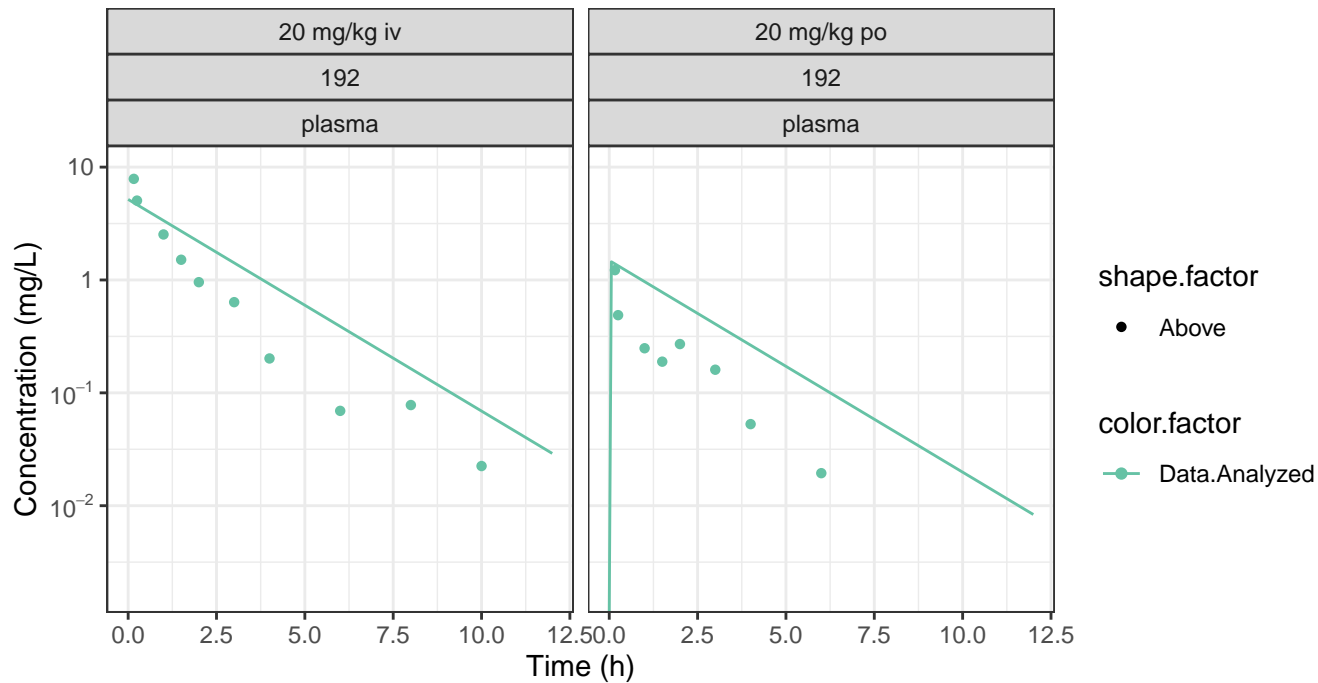 20 mg/kg iv
20 mg/kg po
192
192
plasma
plasma
Concentration (mg/L)
10
1
10−1
10−2
0.0 2.5 5.0 7.5 10.0 12.5
0.0 2.5 5.0 7.5 10.0 12.5
Time (h)
shape.factor
Above
color.factor
Data.Analyzed